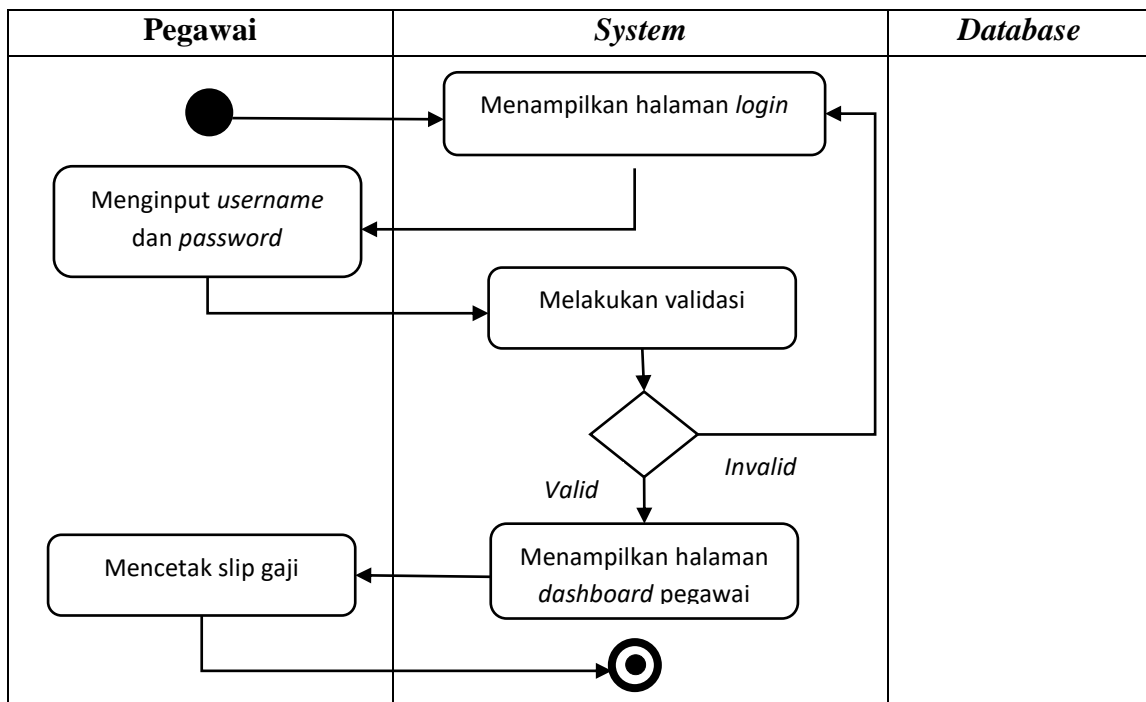 Pegawai
System
Database
Menampilkan halaman login
Menginput username
dan password
Melakukan validasi
Invalid
Valid
Menampilkan halaman
dashboard pegawai
Mencetak slip gaji